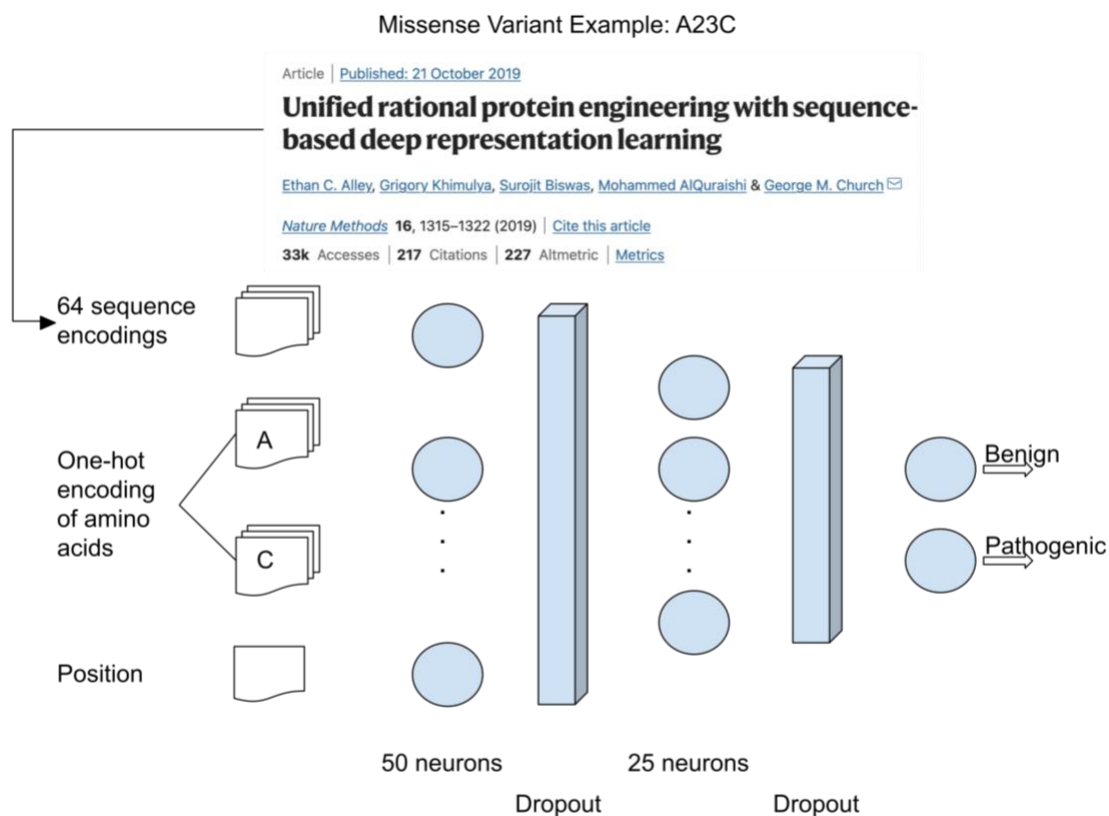 Missense Variant Example: A23C
Article | Published: 21 October 2019
Unified rational protein engineering with sequence-
based deep representation learning
Ethan C. Alley, Grigory Khimulya, Surojit Biswas, Mohammed AlQuraishi & George M. Church
Nature Methods 16, 1315–1322 (2019) | Cite this article
33k Accesses | 217 Citations | 227 Altmetric | Metrics
64 sequence
encodings
A
One-hot
encoding
of amino
acids
C
Position
Benign
Pathogenic
50 neurons
25 neurons
Dropout
Dropout